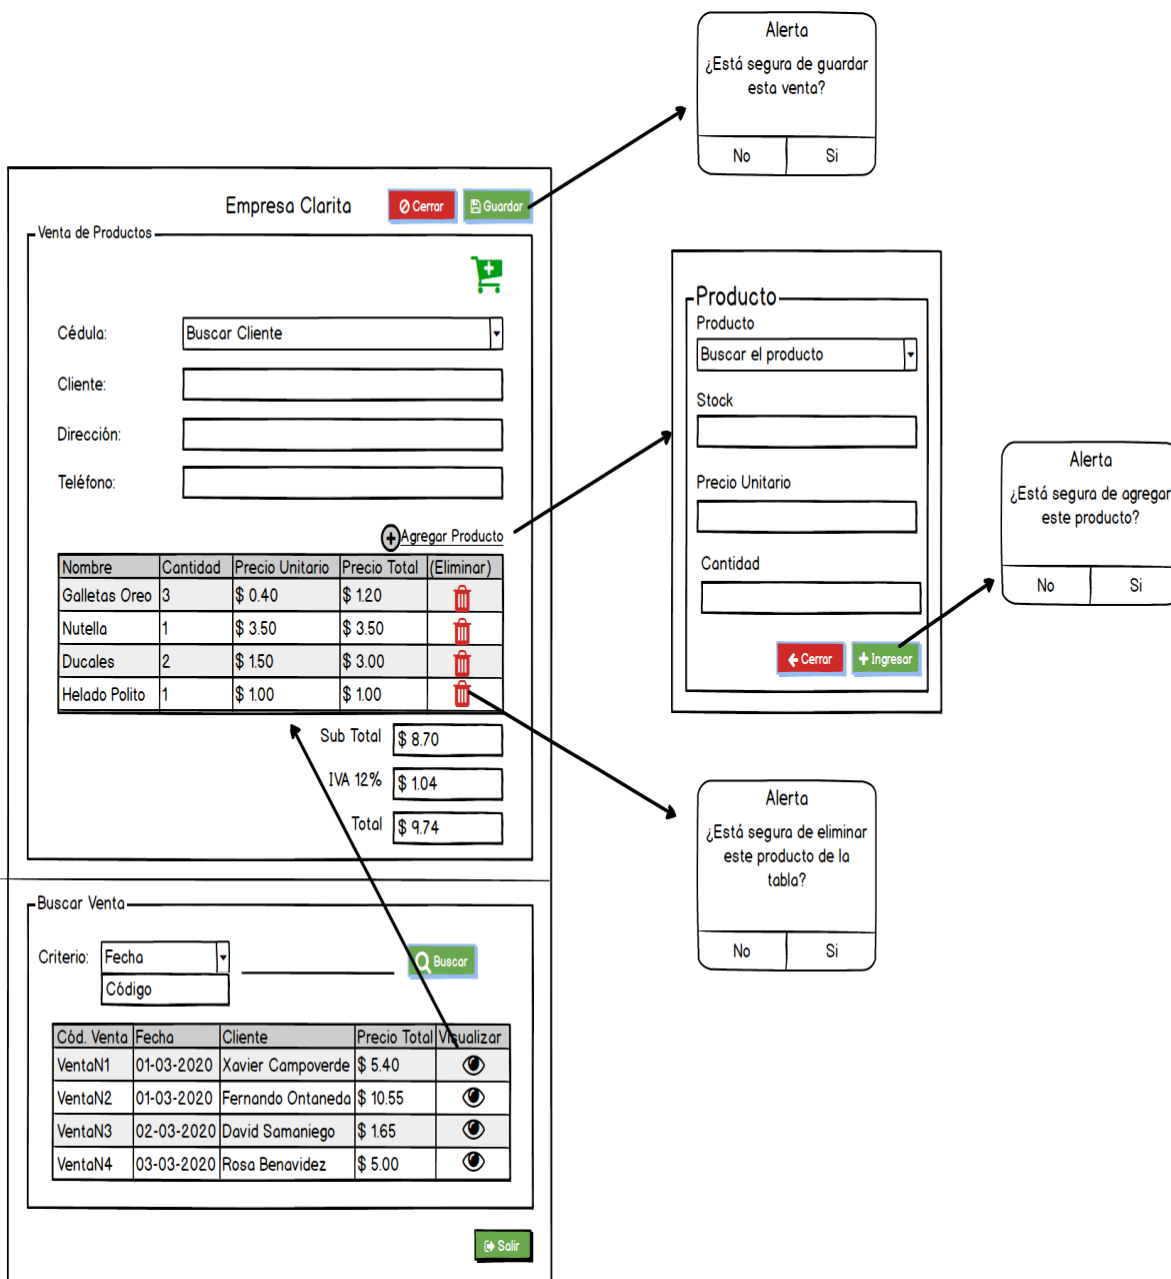 Alerta
¿Está segura de guardar
esta venta?
No Si
Empresa Clarita Cerrar Guardar
Venta de Productos
Cédula: Buscar Cliente
Cliente:
Dirección:
Teléfono:
Agregar Producto
Nombre Cantidad Precio Unitario Precio Total (Eliminar)
Galletas Oreo 3 $ 0.40 $ 1.20
Nutella 1 $ 3.50 $ 3.50
Ducales 2 $ 1.50 $ 3.00
Helado Polito 1 $ 1.00 $ 1.00
Sub Total $ 8.70
IVA 12% $ 1.04
Total $ 9.74
Producto
Producto
Buscar el producto
Stock
Precio Unitario
Cantidad
Cerrar Ingresar
Alerta
¿Está segura de agregar
este producto?
No Si
Alerta
¿Está segura de eliminar
este producto de la
tabla?
No Si
Buscar Venta
Criterio: Fecha Buscar
Código
Cód. Venta Fecha Cliente Precio Total Visualizar
VentaN1 01-03-2020 Xavier Campoverde $ 5.40
VentaN2 01-03-2020 Fernando Ontaneda $ 10.55
VentaN3 02-03-2020 David Samaniego $ 1.65
VentaN4 03-03-2020 Rosa Benavidez $ 5.00
Salir